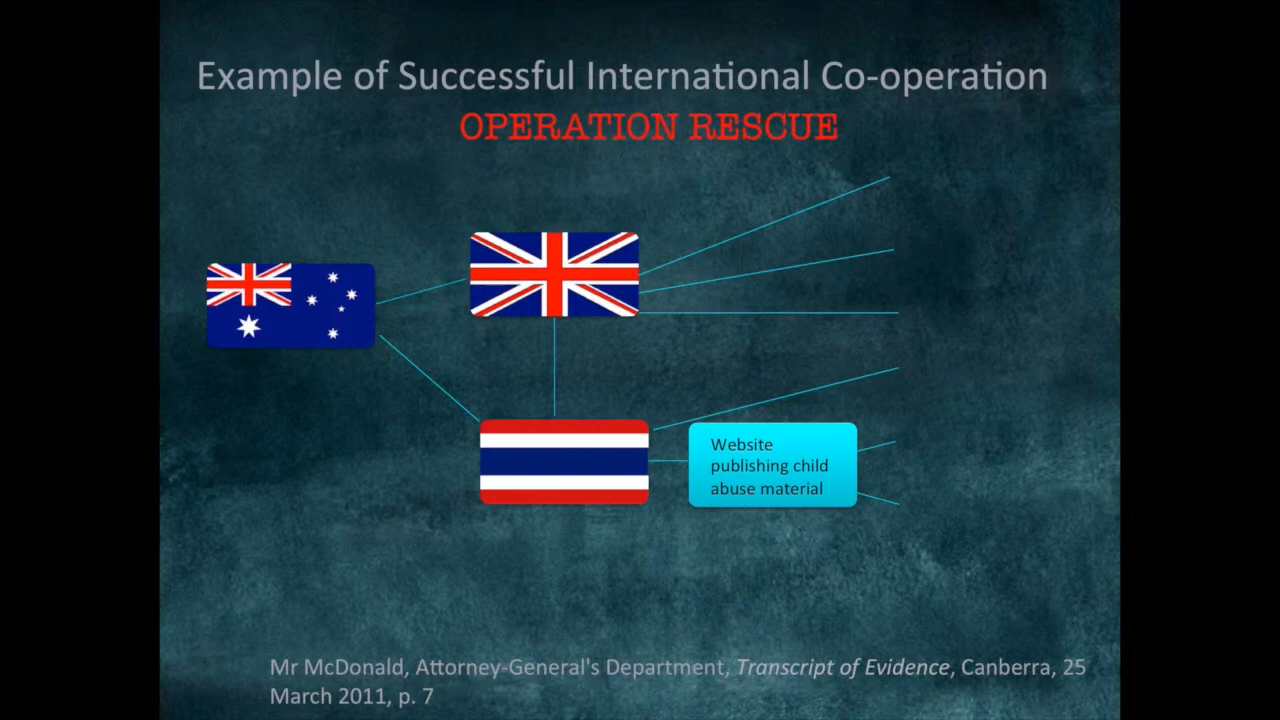 Example of Successful International Co-operation
OPERATION RESCUE
Website
publishing child
abuse material
Mr McDonald, Attorney-General's Department, Transcript of Evidence, Canberra, 25
March 2011, p. 7